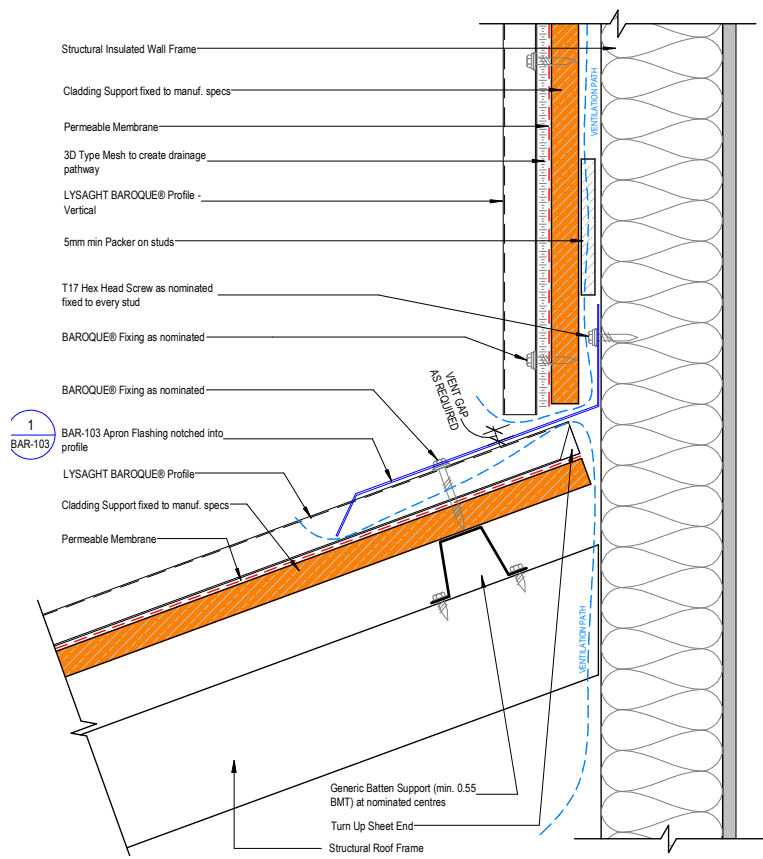 Structural Insulated Wall Frame
Cladding Support fixed to manuf. specs
Permeable Membrane
3D Type Mesh to create drainage
pathway
LYSAGHT BAROQUE® Profile -
Vertical
5mm min Packer on studs
T17 Hex Head Screw as nominated
fixed to every stud
BAROQUE® Fixing as nominated
BAROQUE® Fixing as nominated
1
BAR-103
BAR-103 Apron Flashing notched into
profile
LYSAGHT BAROQUE® Profile
Cladding Support fixed to manuf. specs
Permeable Membrane
VENTILATION PATH
VENT GAP
AS REQUIRED
VENTILATION PATH
Generic Batten Support (min. 0.55
BMT) at nominated centres
Turn Up Sheet End
Structural Roof Frame